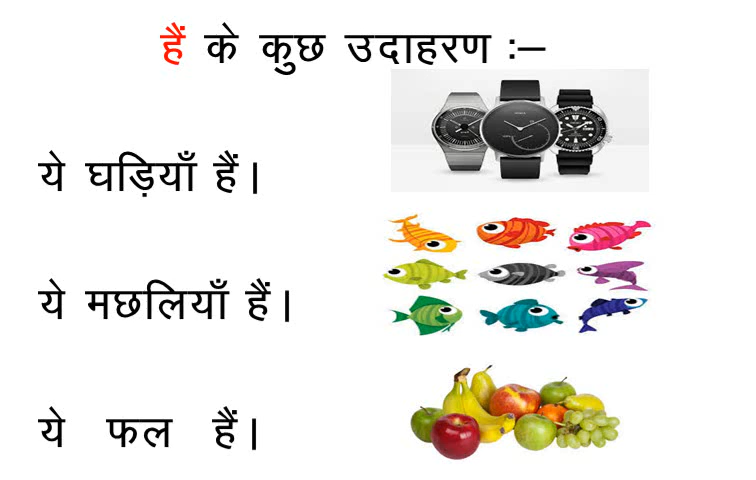 हैं के कुछ उदाहरण :–
ये घड़ियाँ हैं।
ये मछलियाँ हैं।
ये फल हैं।